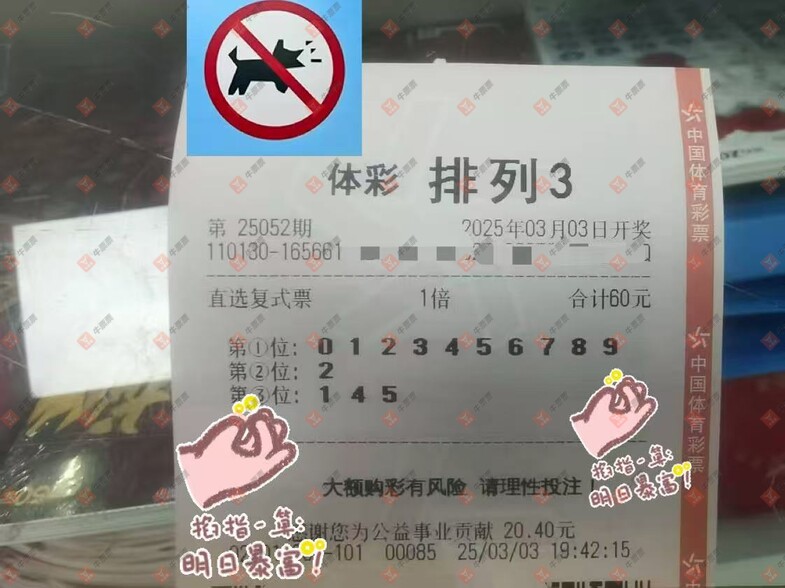 体彩 排列3
第 25052期 2025年03月03日开奖
110130-165661
直选复式票 1倍 合计60元
第①位: 0 1 2 3 4 5 6 7 8 9
第②位: 2
第③位: 1 4 5
大额购彩有风险 请理性投注!
感谢您为公益事业贡献 20.40元
-101 00085 25/03/03 19:42:15
掐指一算:
明日暴富!
掐指一算:
明日暴富!
中国体育彩票
中国体育彩票